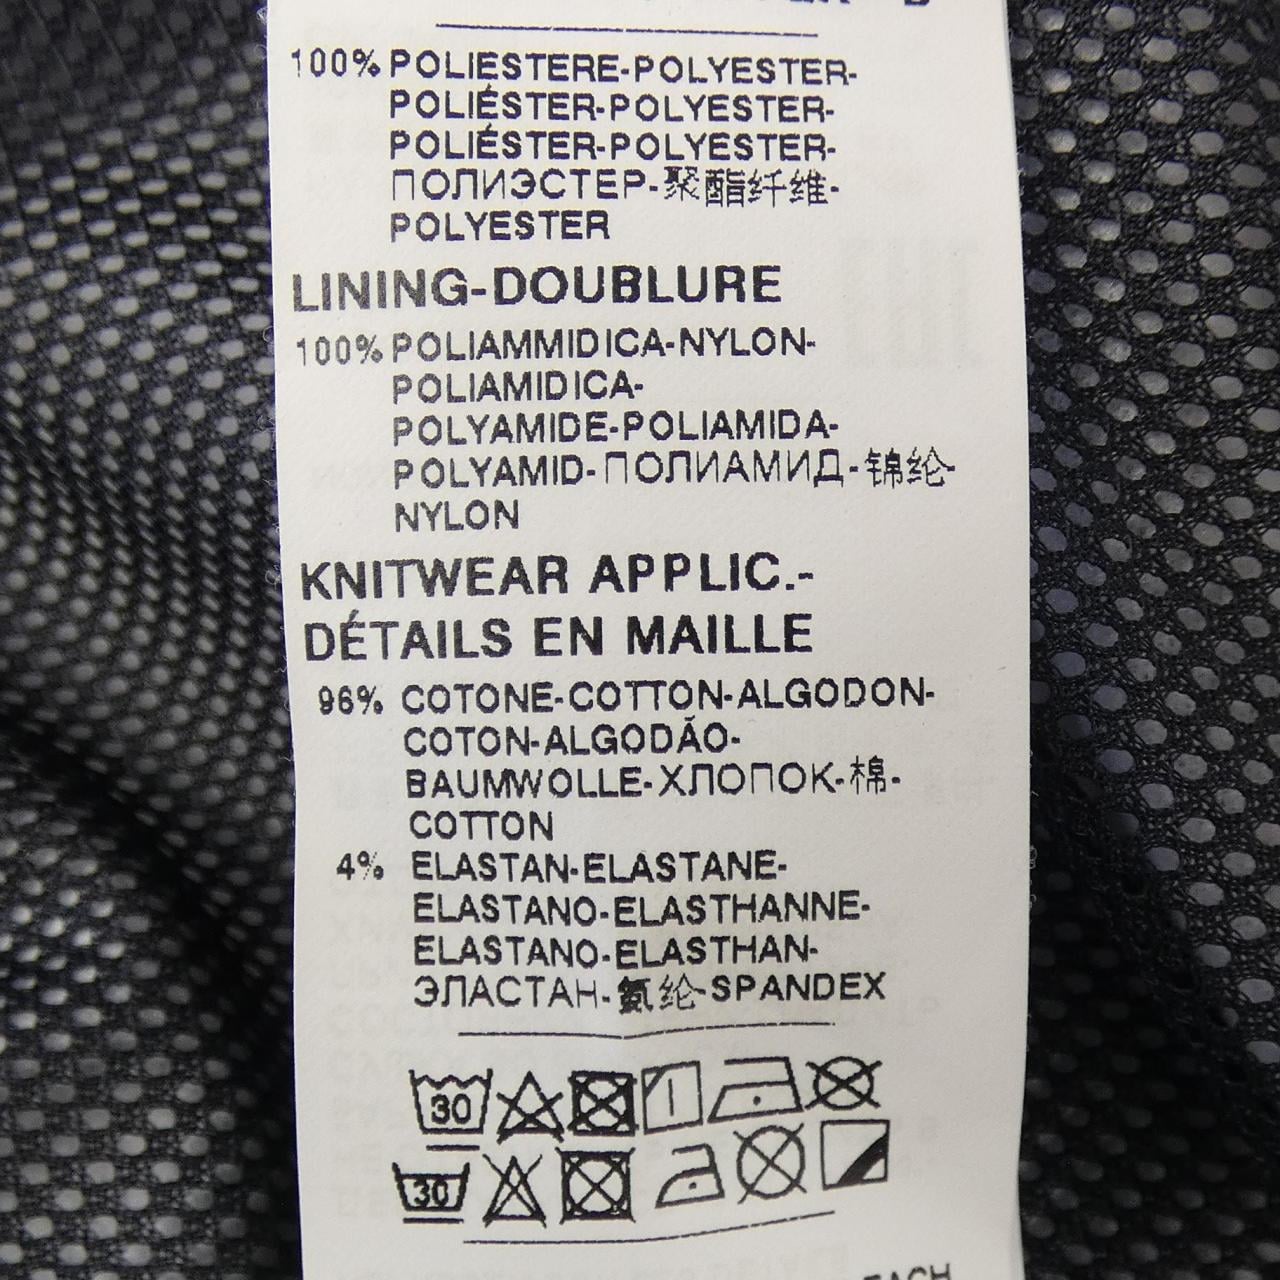 100% POLIESTERE-POLYESTER-
POLIÉSTER-POLYESTER-
POLIÉSTER-POLYESTER-
ПОЛИЭСТЕР-聚酯纤维-
POLYESTER
LINING-DOUBLURE
100% POLIAMMIDICA-NYLON-
POLIAMIDICA-
POLYAMIDE-POLIAMIDA-
POLYAMID-ПОЛИАМИД-锦纶-
NYLON
KNITWEAR APPLIC.-
DÉTAILS EN MAILLE
96% COTONE-COTTON-ALGODON-
COTON-ALGODÃO-
BAUMWOLLE-ХЛОПОК-棉-
COTTON
4% ELASTAN-ELASTANE-
ELASTANO-ELASTHANNE-
ELASTANO-ELASTHAN-
ЭЛАСТАН-氨纶-SPANDEX
30
30
EACH